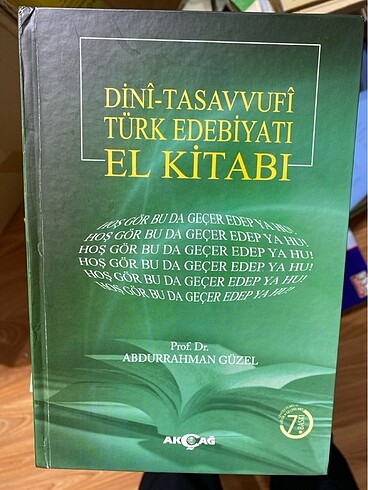 DİNÎ-TASAVVUFÎ
TÜRK EDEBİYATI
EL KİTABI
HOŞ GÖR BU DA GEÇER EDEP YA HU!
HOŞ GÖR BU DA GEÇER EDEP YA HU!
HOŞ GÖR BU DA GEÇER EDEP YA HU!
HOŞ GÖR BU DA GEÇER EDEP YA HU!
HOŞ GÖR BU DA GEÇER EDEP YA HU!!
HOŞ GÖR BU DA GEÇER EDEP YA HU!
Prof. Dr.
ABDURRAHMAN GÜZEL
7.
BASKI
AKÇAĞ